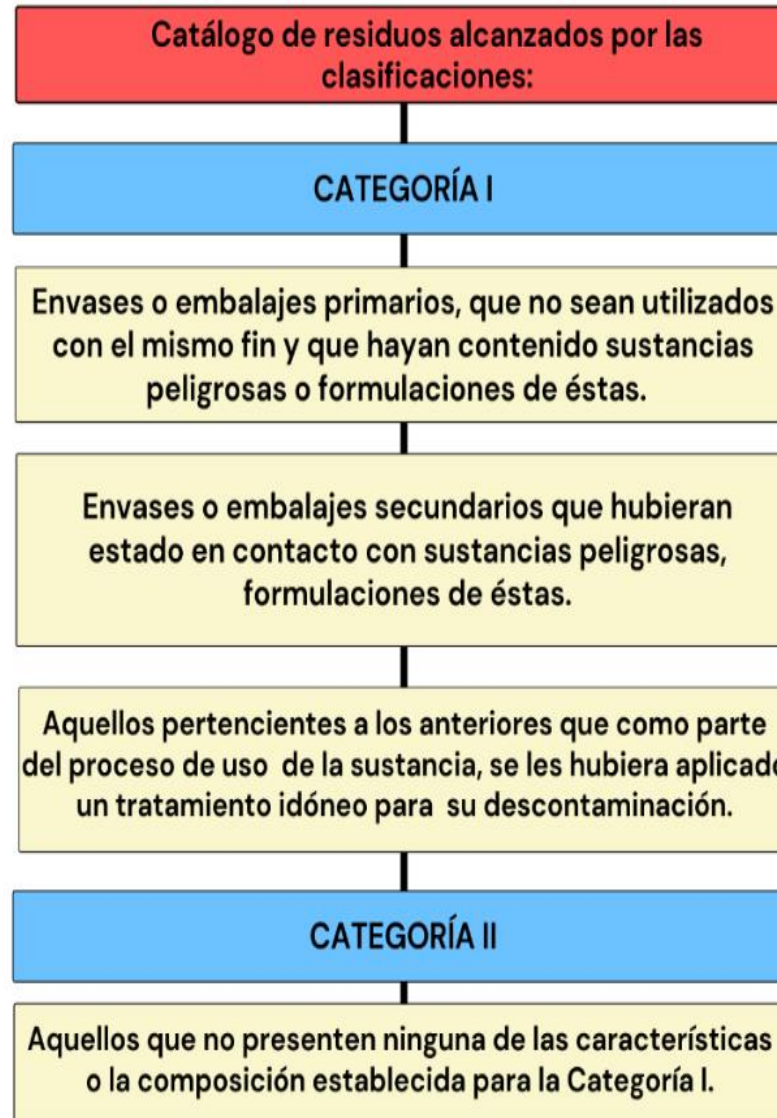 Catálogo de residuos alcanzados por las
clasificaciones:
CATEGORÍA I
Envases o embalajes primarios, que no sean utilizados
con el mismo fin y que hayan contenido sustancias
peligrosas o formulaciones de éstas.
Envases o embalajes secundarios que hubieran
estado en contacto con sustancias peligrosas,
formulaciones de éstas.
Aquellos pertencientes a los anteriores que como parte
del proceso de uso de la sustancia, se les hubiera aplicado
un tratamiento idóneo para su descontaminación.
CATEGORÍA II
Aquellos que no presenten ninguna de las características
o la composición establecida para la Categoría I.